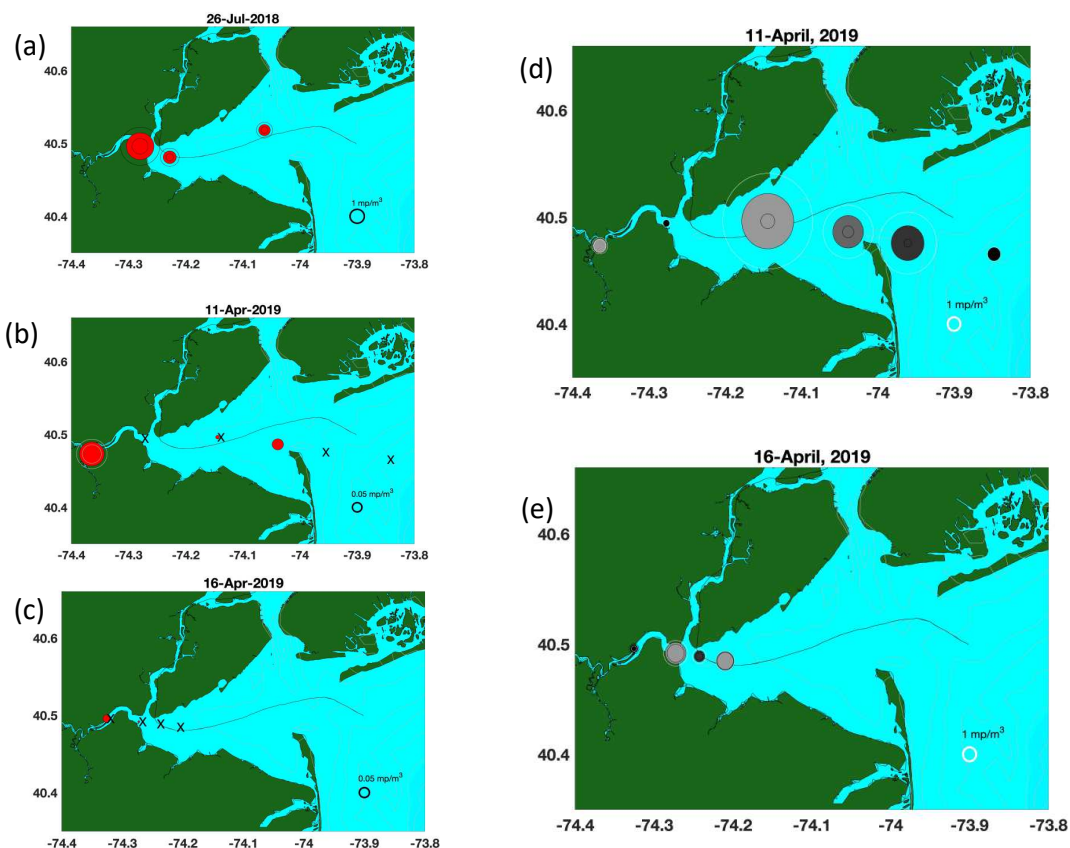 (a)
26-Jul-2018
40.6
40.5
40.4
1 mp/m³
-74.4 -74.3 -74.2 -74.1 -74 -73.9 -73.8
(b)
11-Apr-2019
40.6
40.5
40.4
X X X X
0.05 mp/m³
-74.4 -74.3 -74.2 -74.1 -74 -73.9 -73.8
(c)
16-Apr-2019
40.6
40.5
40.4
X X X X
0.05 mp/m³
-74.4 -74.3 -74.2 -74.1 -74 -73.9 -73.8
(d)
11-April, 2019
40.6
40.5
40.4
1 mp/m³
-74.4 -74.3 -74.2 -74.1 -74 -73.9 -73.8
(e)
16-April, 2019
40.6
40.5
40.4
1 mp/m³
-74.4 -74.3 -74.2 -74.1 -74 -73.9 -73.8